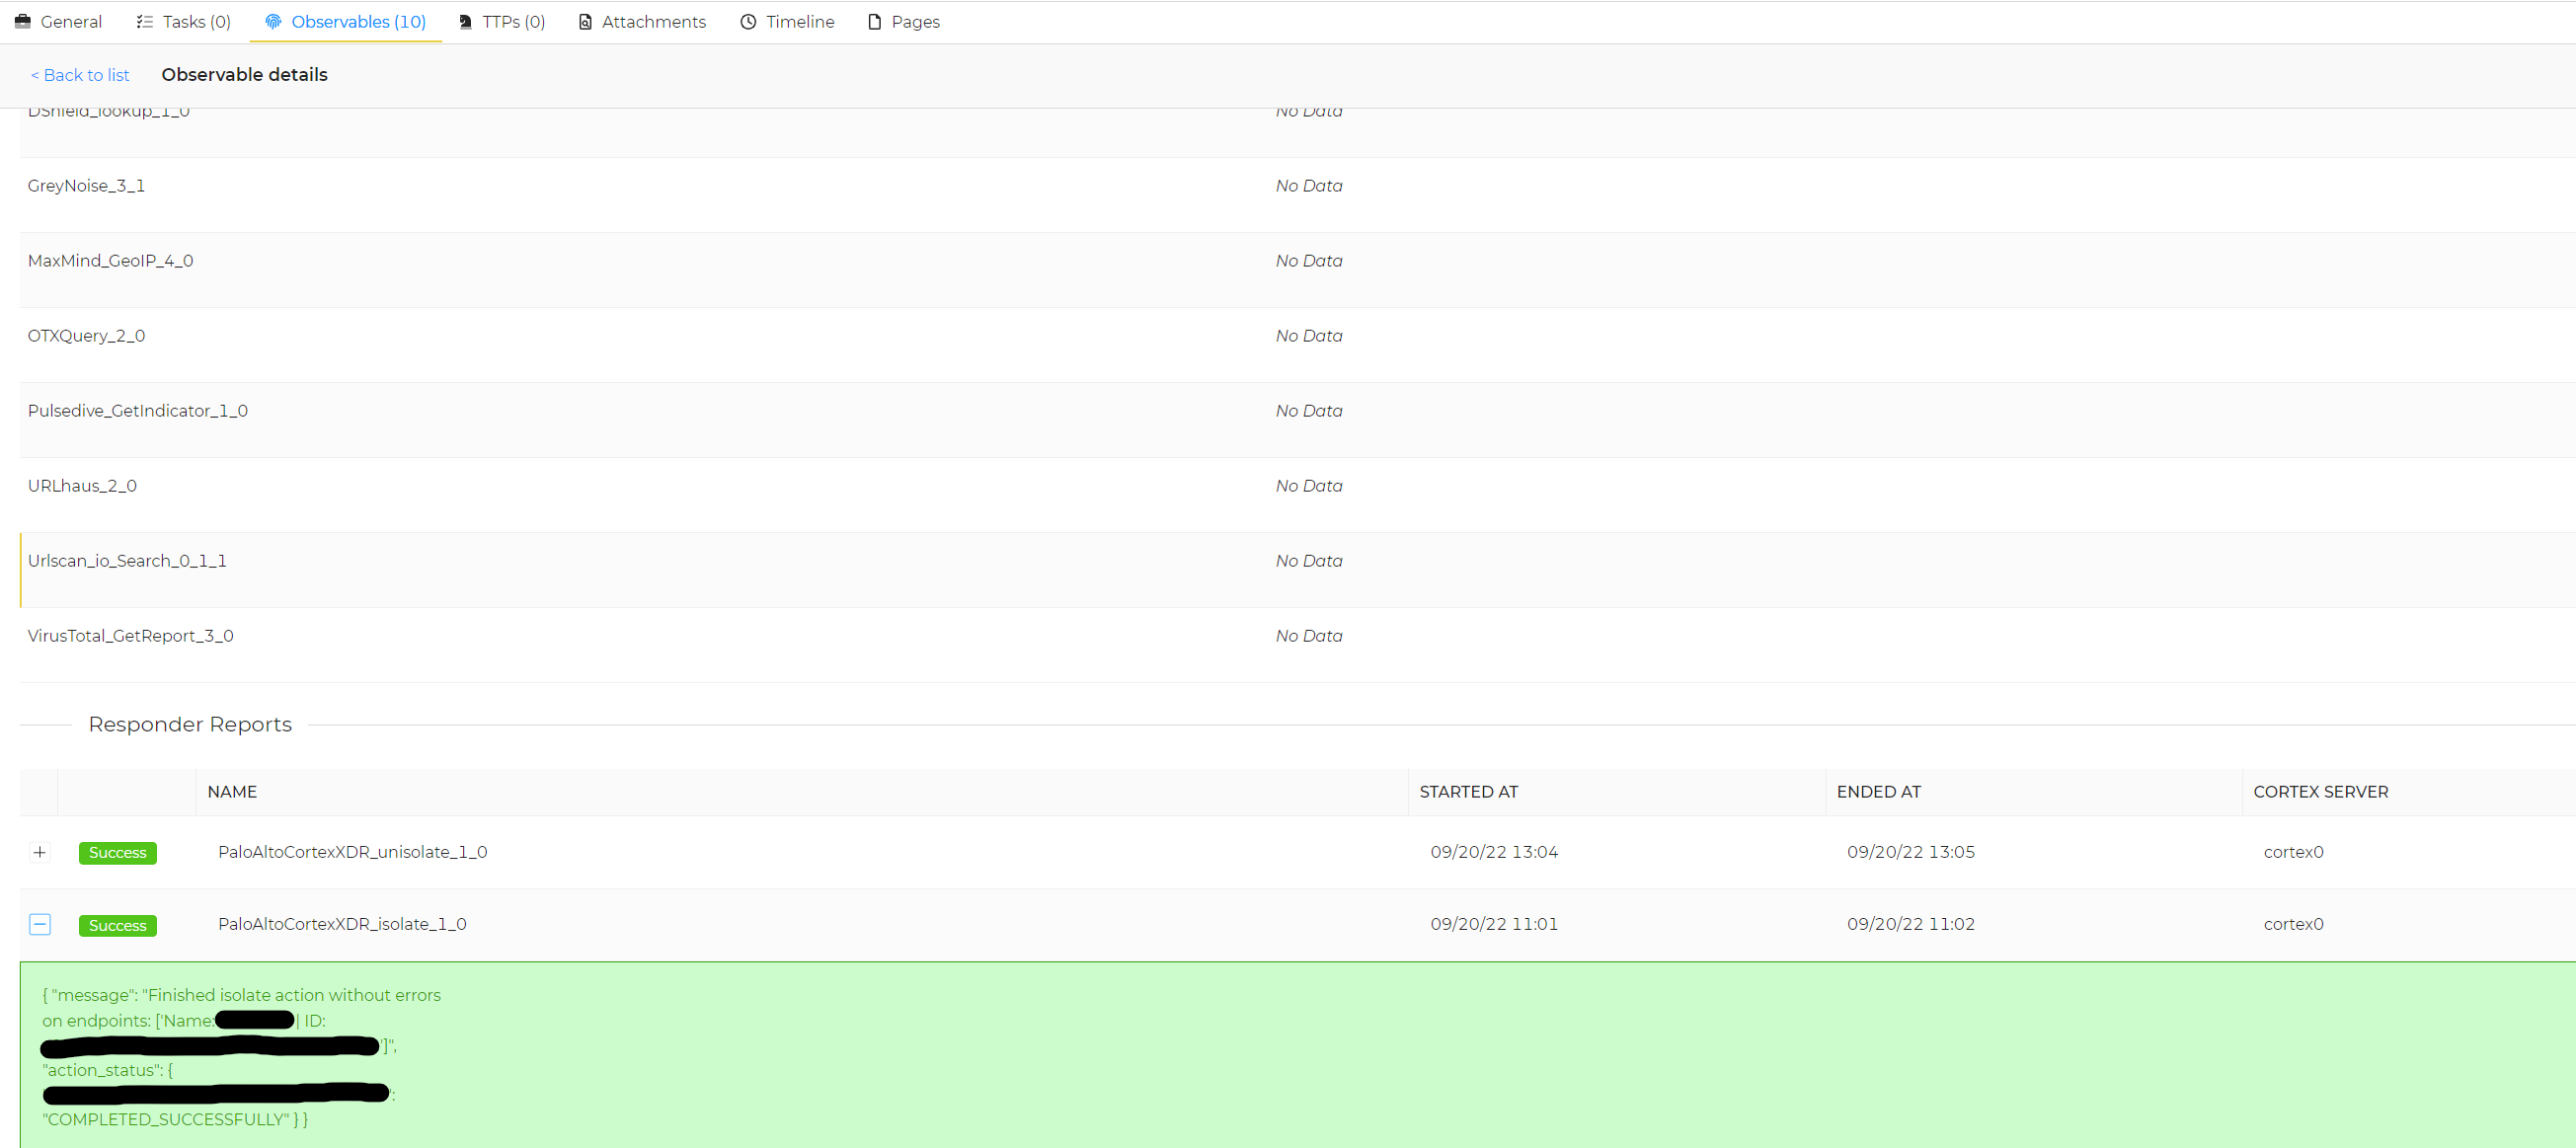 General Tasks (0) Observables (10) TTPs (0) Attachments Timeline Pages
< Back to list Observable details
DShield_lookup_1_0 No Data
GreyNoise_3_1 No Data
MaxMind_GeoIP_4_0 No Data
OTXQuery_2_0 No Data
Pulsedive_GetIndicator_1_0 No Data
URLhaus_2_0 No Data
Urlscan_io_Search_0_1_1 No Data
VirusTotal_GetReport_3_0 No Data
Responder Reports
NAME STARTED AT ENDED AT CORTEX SERVER
Success PaloAltoCortexXDR_unisolate_1_0 09/20/22 13:04 09/20/22 13:05 cortex0
Success PaloAltoCortexXDR_isolate_1_0 09/20/22 11:01 09/20/22 11:02 cortex0
{ "message": "Finished isolate action without errors
on endpoints: ['Name: | ID:
']",
"action_status": {
":
"COMPLETED_SUCCESSFULLY" } }